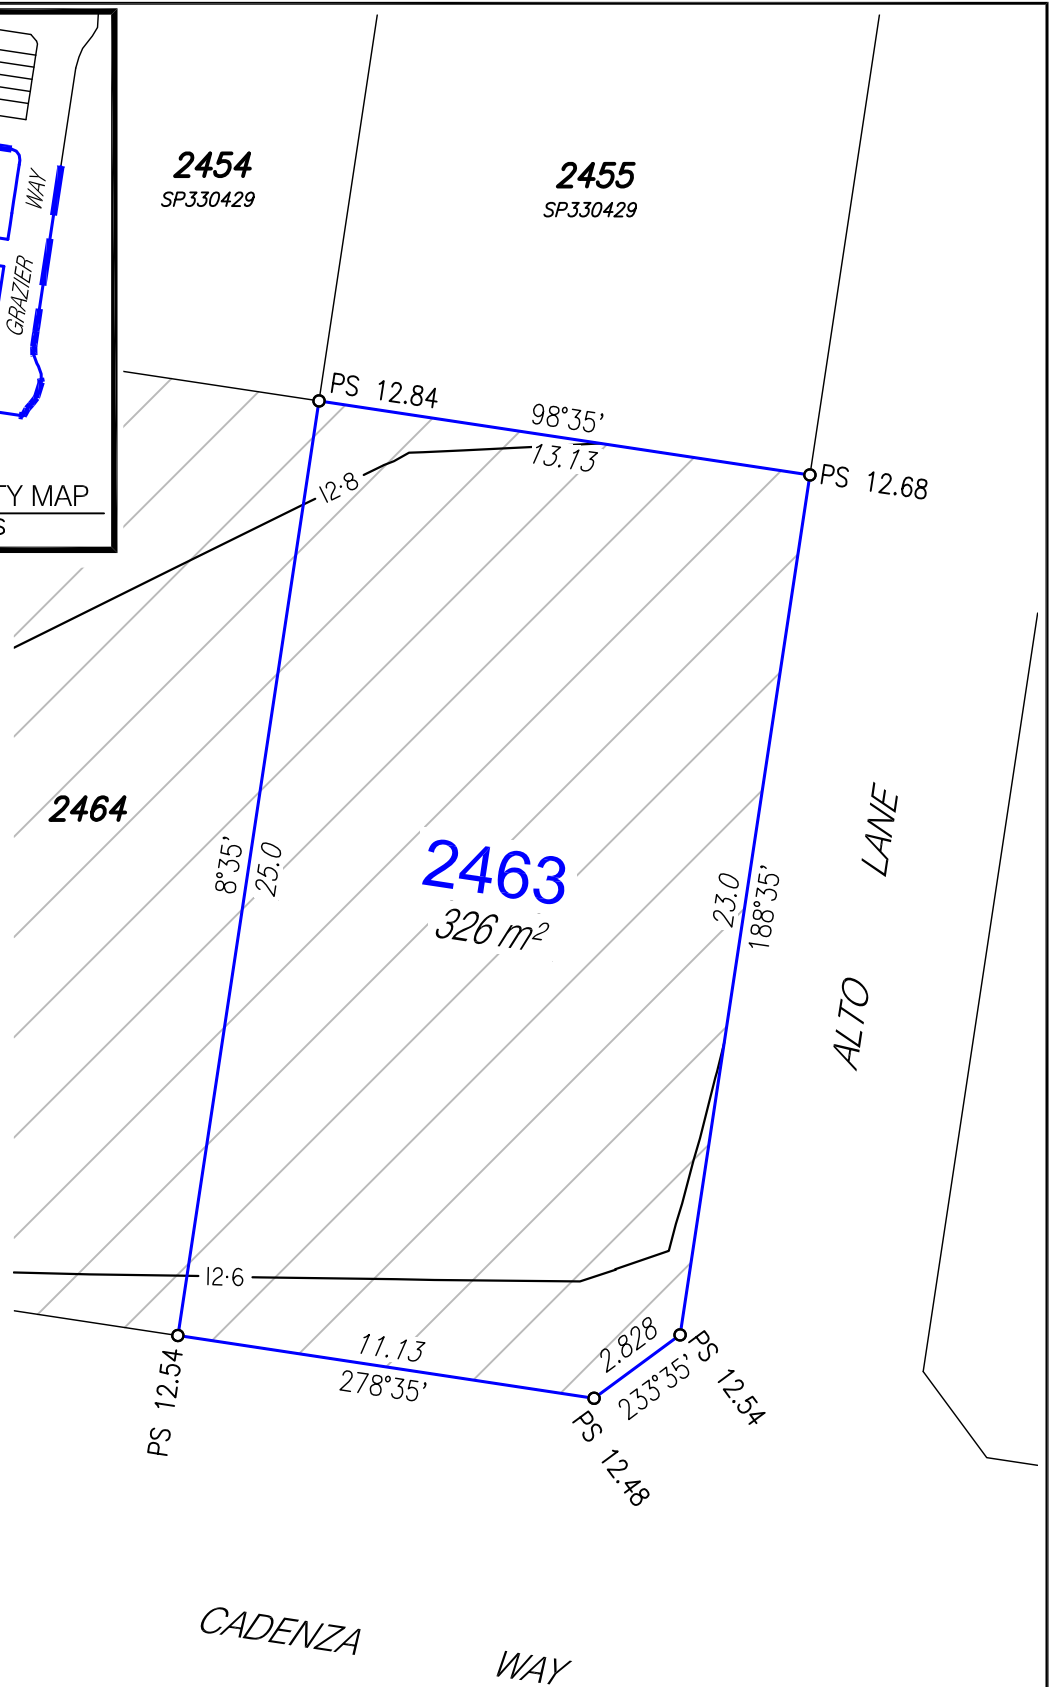 2454
SP330429
2455
SP330429
WAY
GRAZIER
TY MAP
S
PS 12.84
98°35'
13.13
PS 12.68
12·8
2464
8°35'
25.0
2463
326 m²
23.0
188°35'
LANE
ALTO
12·6
11.13
278°35'
2.828
233°35'
PS 12.54
PS 12.54
PS 12.48
CADENZA
WAY